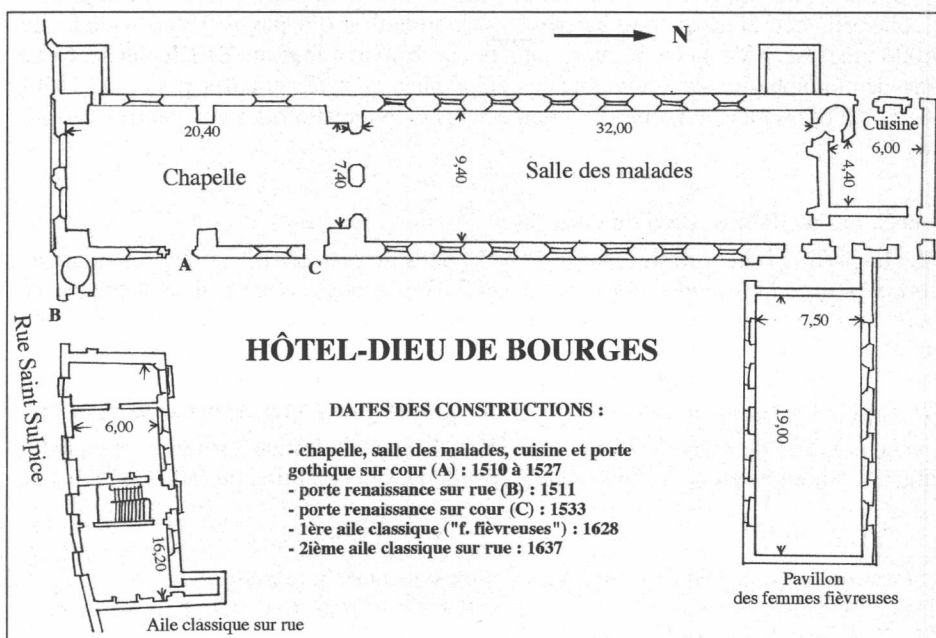 N
20,40
32,00
Cuisine
6,00
7,40
9,40
4,40
Chapelle
Salle des malades
A
C
B
Rue Saint Sulpice
HÔTEL-DIEU DE BOURGES
7,50
DATES DES CONSTRUCTIONS :
6,00
19,00
- chapelle, salle des malades, cuisine et porte
gothique sur cour (A) : 1510 à 1527
- porte renaissance sur rue (B) : 1511
- porte renaissance sur cour (C) : 1533
- 1ère aile classique ("f. fièvreuses") : 1628
- 2ième aile classique sur rue : 1637
16,20
Pavillon
des femmes fièvreuses
Aile classique sur rue